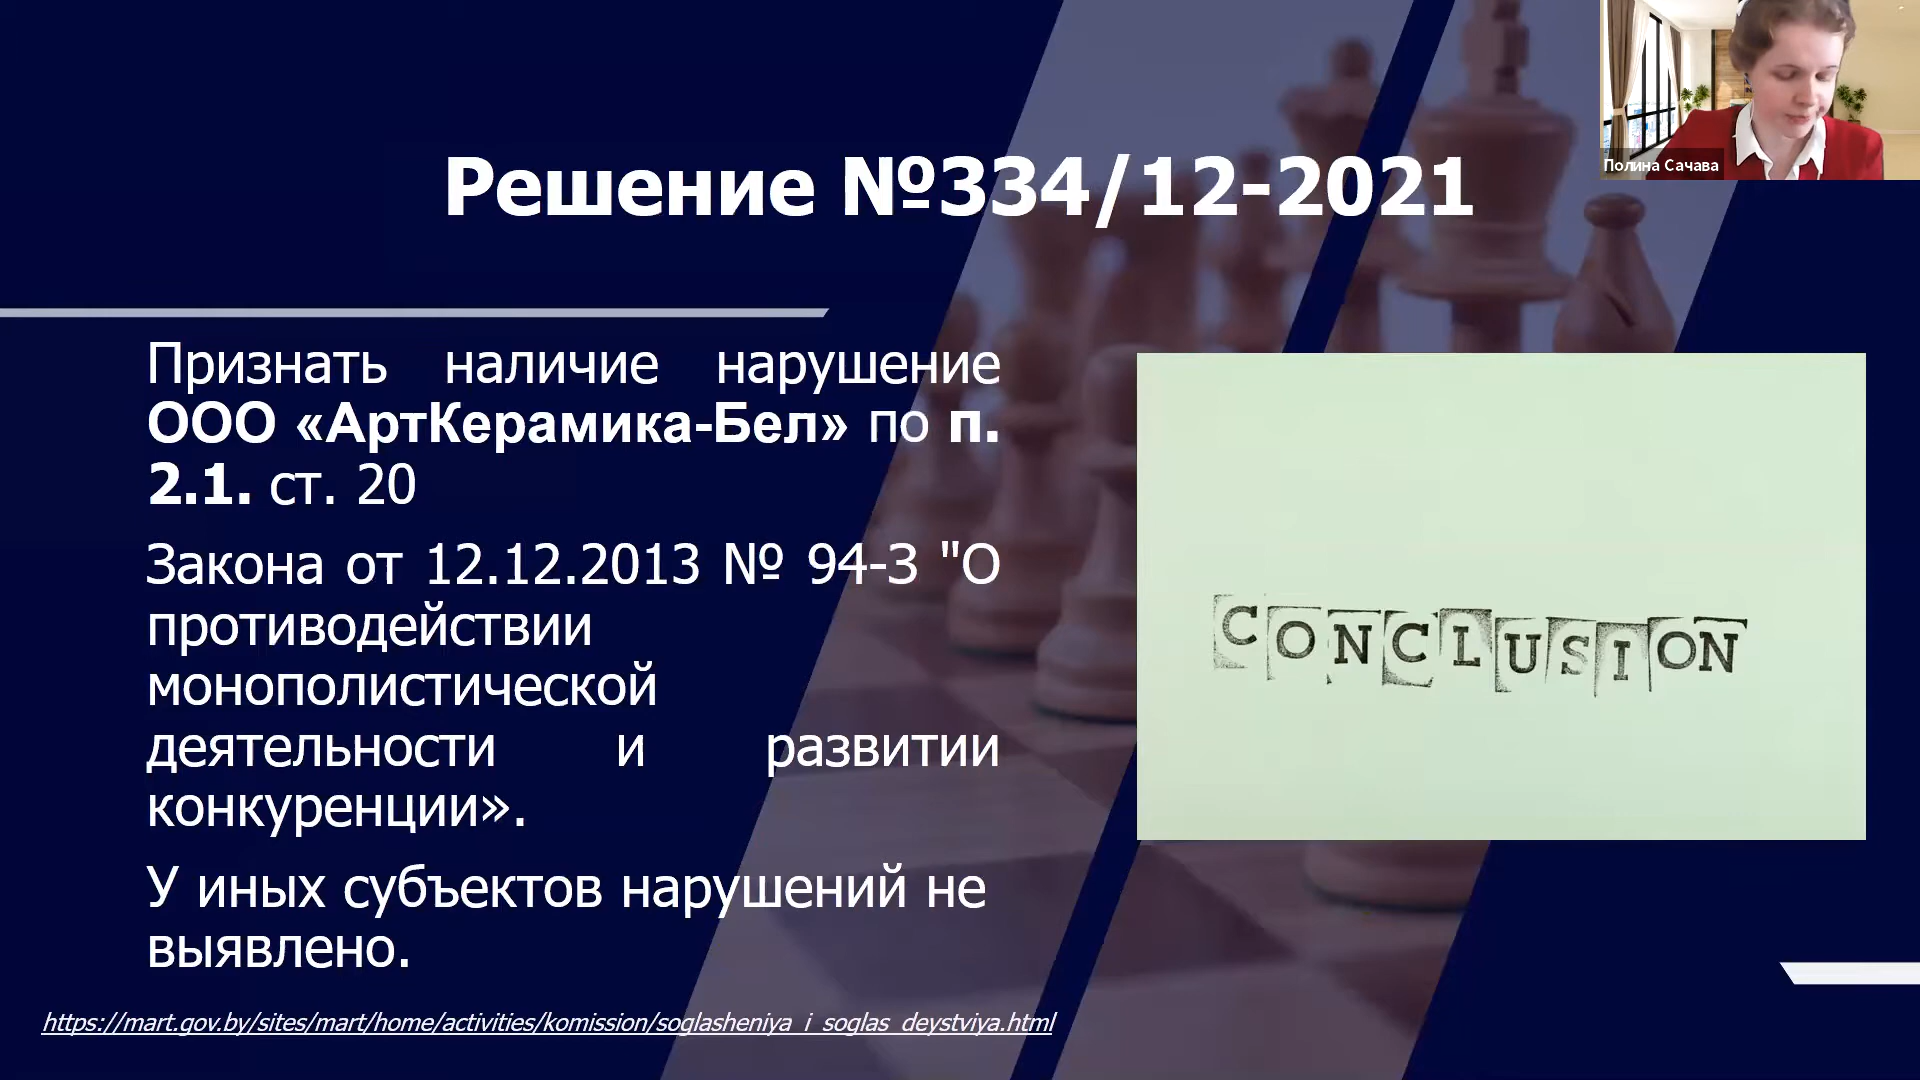 Полина Сачава
Решение №334/12-2021
Признать наличие нарушение
ООО «АртКерамика-Бел» по п.
2.1. ст. 20
Закона от 12.12.2013 № 94-З "О
противодействии
монополистической
деятельности и развитии
конкуренции».
У иных субъектов нарушений не
выявлено.
CONCLUSION
https://mart.gov.by/sites/mart/home/activities/komission/soglasheniya_i_soglas_deystviya.html